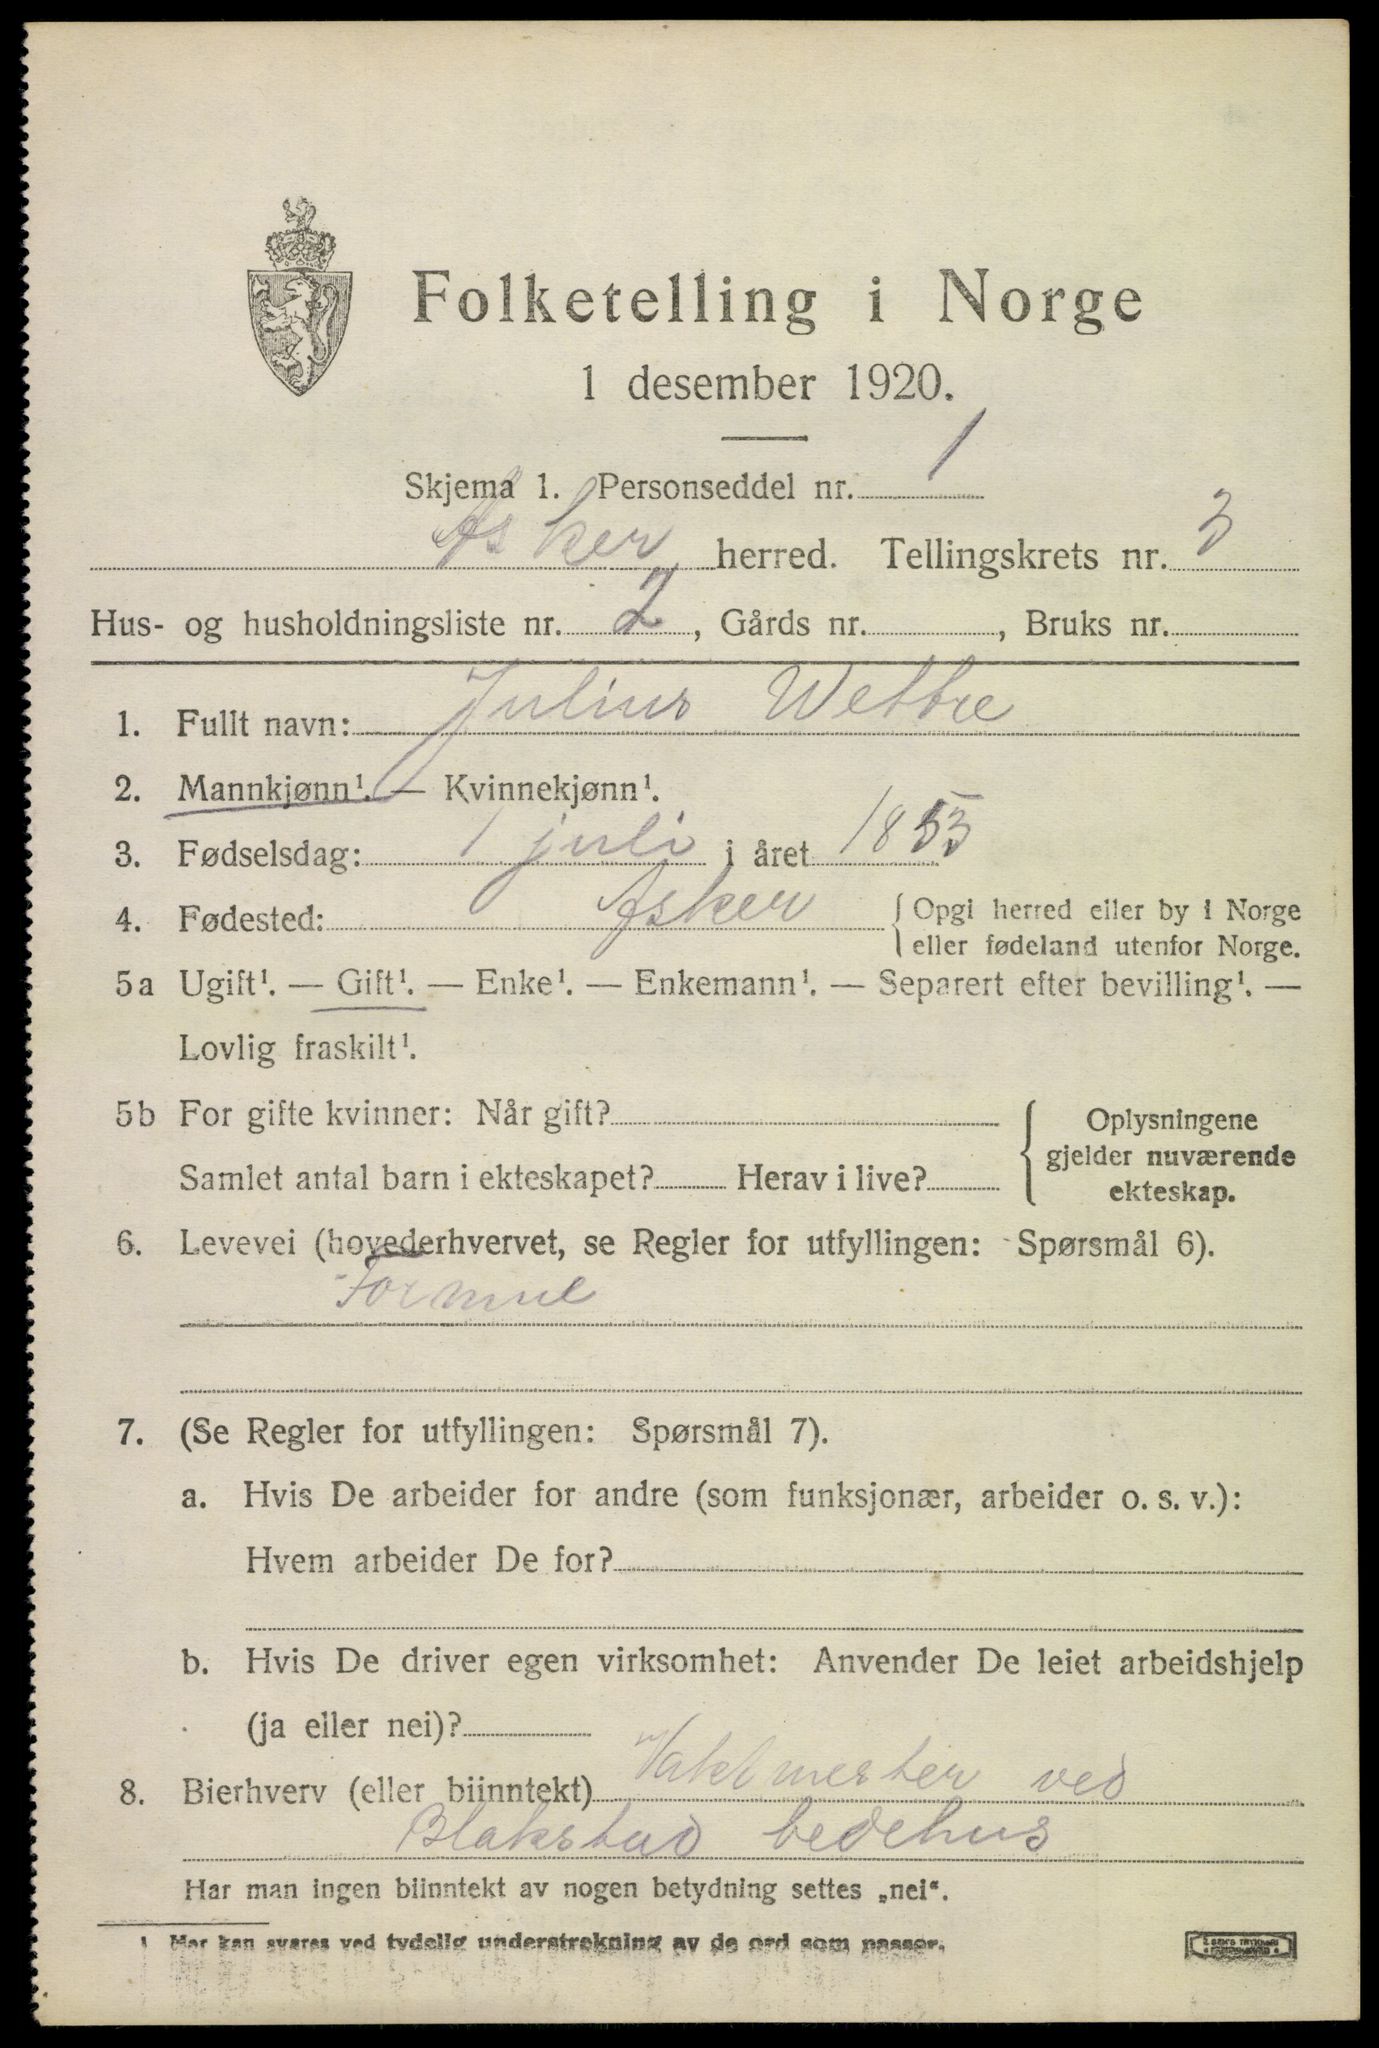 Folketelling i Norge
1 desember 1920.
Skjema 1. Personseddel nr. 1
Asker herred. Tellingskrets nr. 3
Hus- og husholdningsliste nr. 2, Gårds nr. , Bruks nr.
1. Fullt navn: Julius Wettre
2. Mannkjønn¹. — Kvinnekjønn¹.
3. Fødselsdag: 1 juli i året 1853
4. Fødested: Asker { Opgi herred eller by i Norge
eller fødeland utenfor Norge.
5a Ugift¹. — Gift¹. — Enke¹. — Enkemann¹. — Separert efter bevilling¹. —
Lovlig fraskilt¹.
5b For gifte kvinner: Når gift?
Samlet antal barn i ekteskapet? Herav i live?
{ Oplysningene
gjelder nuværende
ekteskap.
6. Levevei (hovederhvervet, se Regler for utfyllingen: Spørsmål 6).
Formue
7. (Se Regler for utfyllingen: Spørsmål 7).
a. Hvis De arbeider for andre (som funksjonær, arbeider o. s. v.):
Hvem arbeider De for?
b. Hvis De driver egen virksomhet: Anvender De leiet arbeidshjelp
(ja eller nei)?
8. Bierhverv (eller biinntekt) Vaktmester ved
Blakstad bedehus
Har man ingen biinntekt av nogen betydning settes „nei“.
1 Her kan svares ved tydelig understrekning av de ord som passer.